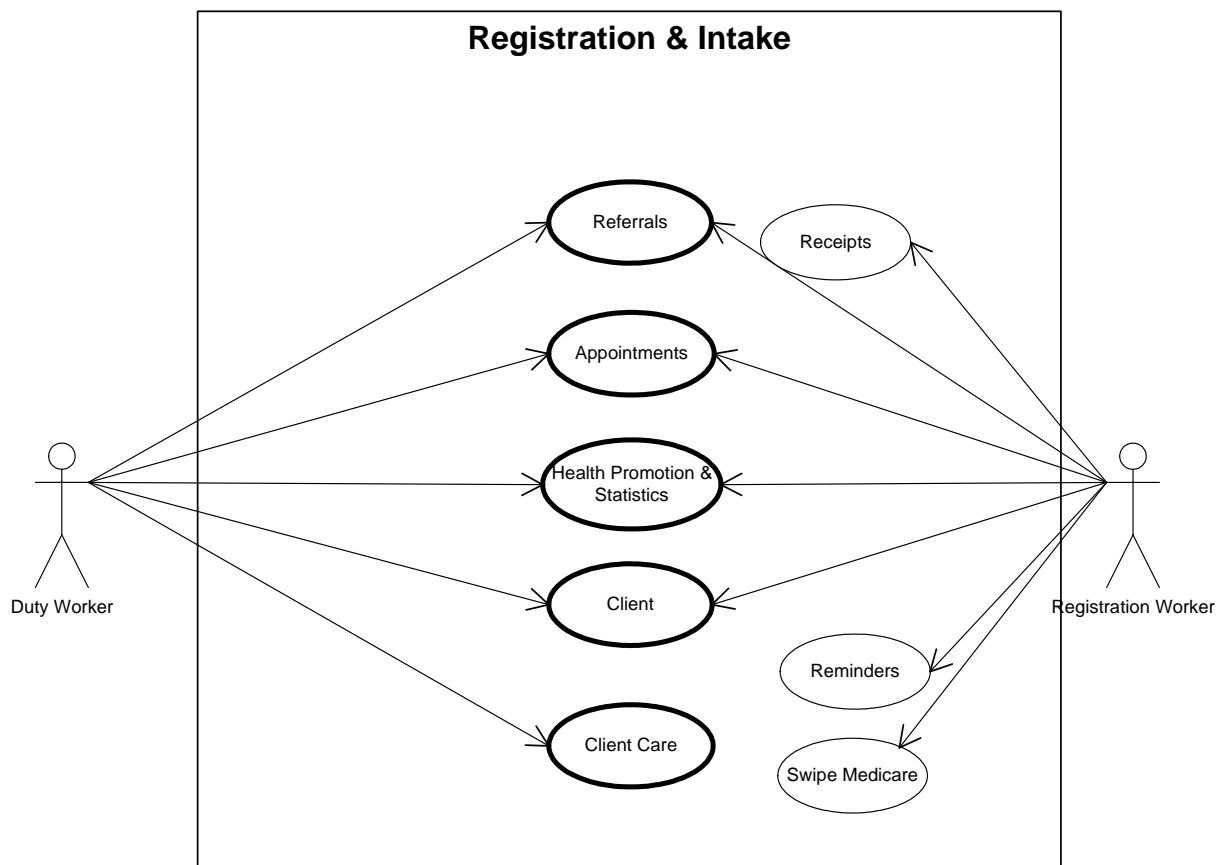 Registration & Intake
Referrals
Receipts
Appointments
Health Promotion &
Statistics
Duty Worker
Client
Registration Worker
Reminders
Client Care
Swipe Medicare